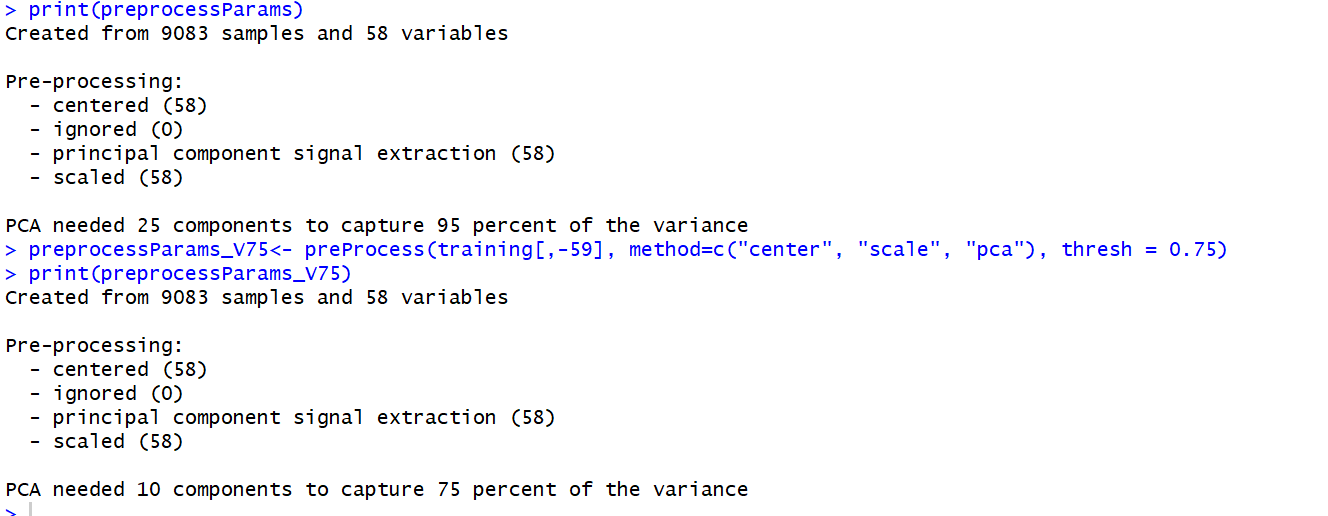 > print(preprocessParams)
Created from 9083 samples and 58 variables

Pre-processing:
  - centered (58)
  - ignored (0)
  - principal component signal extraction (58)
  - scaled (58)

PCA needed 25 components to capture 95 percent of the variance
> preprocessParams_V75<- preProcess(training[,-59], method=c("center", "scale", "pca"), thresh = 0.75)
> print(preprocessParams_V75)
Created from 9083 samples and 58 variables

Pre-processing:
  - centered (58)
  - ignored (0)
  - principal component signal extraction (58)
  - scaled (58)

PCA needed 10 components to capture 75 percent of the variance
>